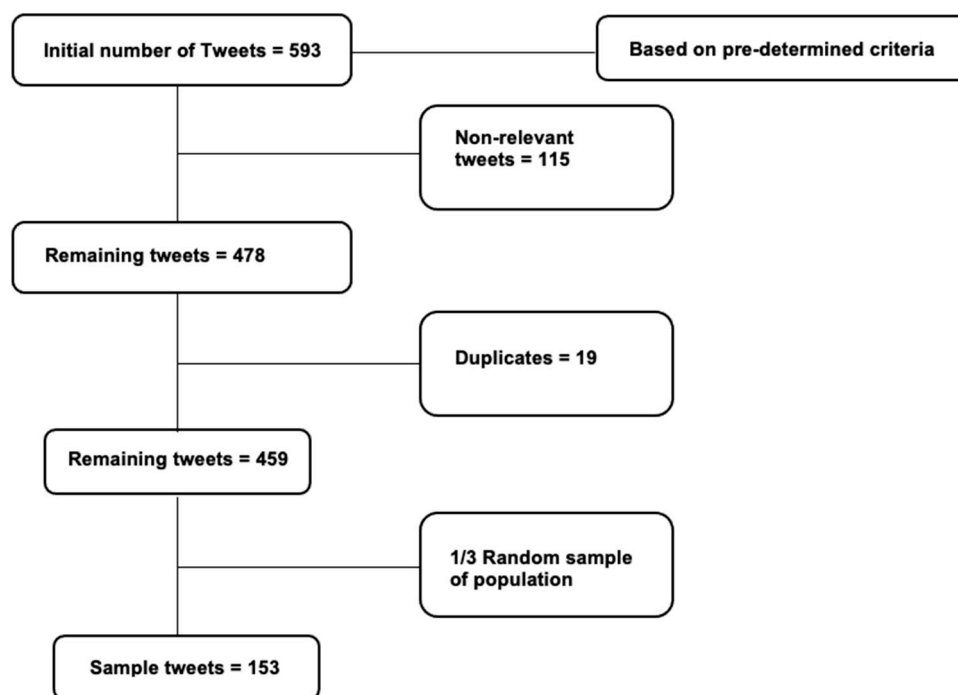 Initial number of Tweets = 593
Based on pre-determined criteria
Non-relevant
tweets = 115
Remaining tweets = 478
Duplicates = 19
Remaining tweets = 459
1/3 Random sample
of population
Sample tweets = 153